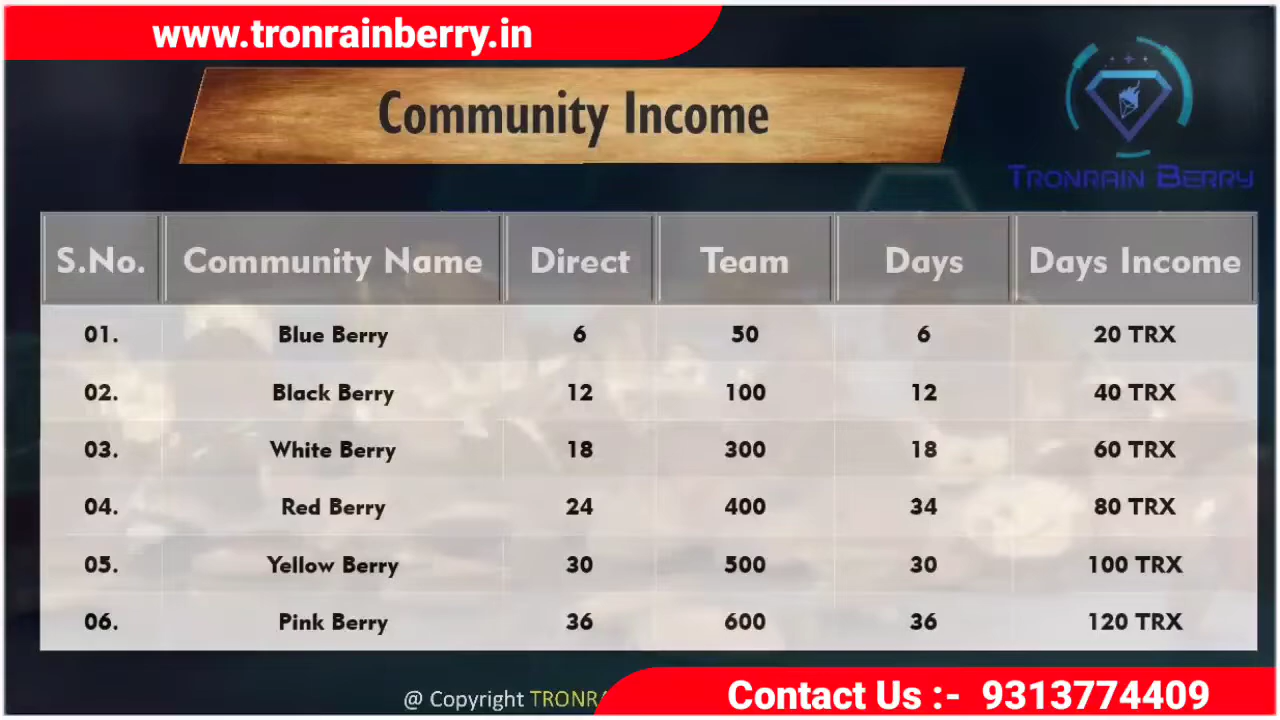 www.tronrainberry.in
Community Income
TRONRAIN BERRY
S.No. Community Name Direct Team Days Days Income
01. Blue Berry 6 50 6 20 TRX
02. Black Berry 12 100 12 40 TRX
03. White Berry 18 300 18 60 TRX
04. Red Berry 24 400 34 80 TRX
05. Yellow Berry 30 500 30 100 TRX
06. Pink Berry 36 600 36 120 TRX
@ Copyright TRONRA
Contact Us :- 9313774409